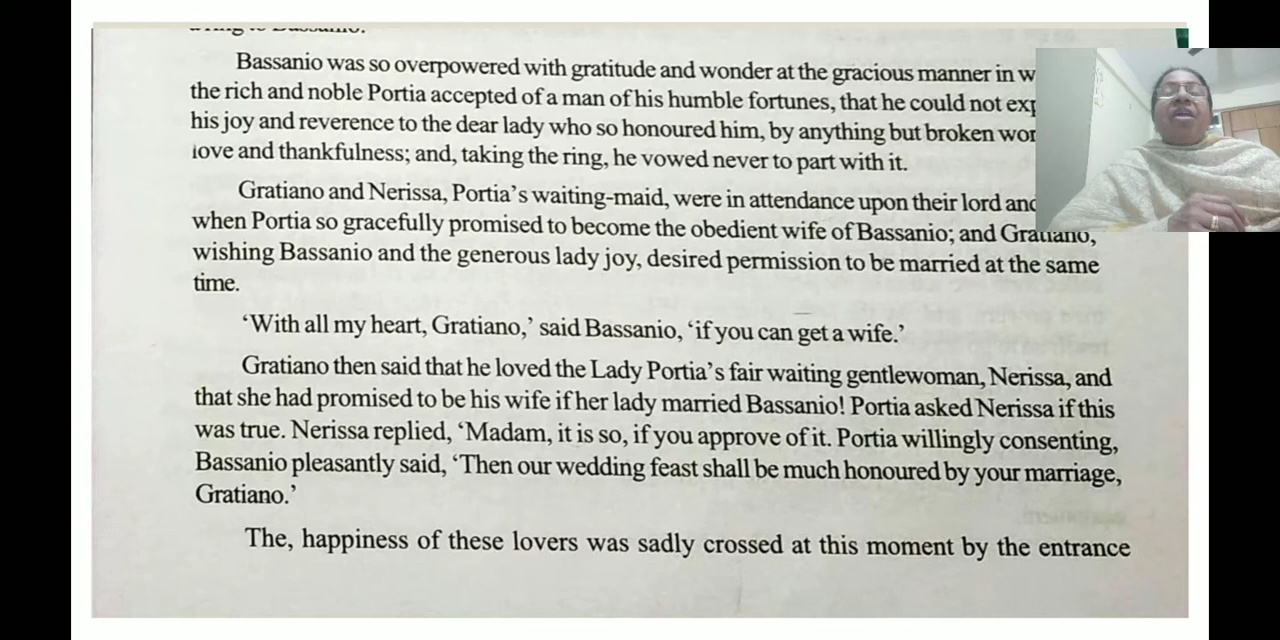 Bassanio was so overpowered with gratitude and wonder at the gracious manner in
the rich and noble Portia accepted of a man of his humble fortunes, that he could not
his joy and reverence to the dear lady who so honoured him, by anything but broken
love and thankfulness; and, taking the ring, he vowed never to part with it.
Gratiano and Nerissa, Portia's waiting-maid, were in attendance upon their lord
when Portia so gracefully promised to become the obedient wife of Bassanio; and Gratiano,
wishing Bassanio and the generous lady joy, desired permission to be married at the same
time.
'With all my heart, Gratiano,' said Bassanio, 'if you can get a wife.'
Gratiano then said that he loved the Lady Portia's fair waiting gentlewoman, Nerissa, and
that she had promised to be his wife if her lady married Bassanio! Portia asked Nerissa if this
was true. Nerissa replied, 'Madam, it is so, if you approve of it. Portia willingly consenting,
Bassanio pleasantly said, 'Then our wedding feast shall be much honoured by your marriage,
Gratiano.'
The, happiness of these lovers was sadly crossed at this moment by the entrance